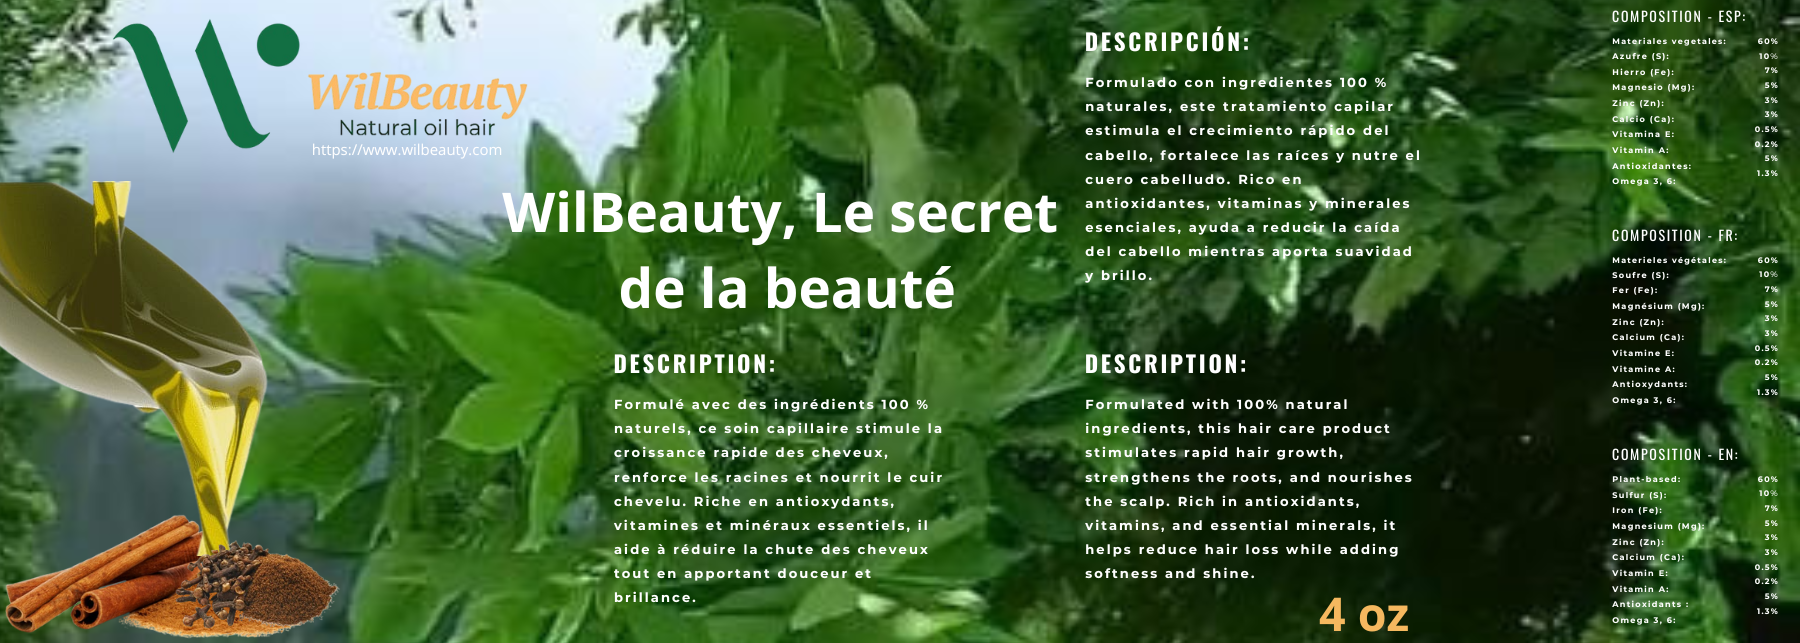 WilBeauty
Natural oil hair
https://www.wilbeauty.com
WilBeauty, Le secret
de la beauté
DESCRIPTION:
Formulé avec des ingrédients 100 %
naturels, ce soin capillaire stimule la
croissance rapide des cheveux,
renforce les racines et nourrit le cuir
chevelu. Riche en antioxydants,
vitamines et minéraux essentiels, il
aide à réduire la chute des cheveux
tout en apportant douceur et
brillance.
DESCRIPCIÓN:
Formulado con ingredientes 100 %
naturales, este tratamiento capilar
estimula el crecimiento rápido del
cabello, fortalece las raíces y nutre el
cuero cabelludo. Rico en
antioxidantes, vitaminas y minerales
esenciales, ayuda a reducir la caída
del cabello mientras aporta suavidad
y brillo.
DESCRIPTION:
Formulated with 100% natural
ingredients, this hair care product
stimulates rapid hair growth,
strengthens the roots, and nourishes
the scalp. Rich in antioxidants,
vitamins, and essential minerals, it
helps reduce hair loss while adding
softness and shine.
4 oz
COMPOSITION - ESP:
Materiales vegetales: 60%
Azufre (S): 10%
Hierro (Fe): 7%
Magnesio (Mg): 5%
Zinc (Zn): 3%
Calcio (Ca): 3%
Vitamina E: 0.5%
Vitamin A: 0.2%
Antioxidantes: 5%
Omega 3, 6: 1.3%
COMPOSITION - FR:
Materieles végétales: 60%
Soufre (S): 10%
Fer (Fe): 7%
Magnésium (Mg): 5%
Zinc (Zn): 3%
Calcium (Ca): 3%
Vitamine E: 0.5%
Vitamine A: 0.2%
Antioxydants: 5%
Omega 3, 6: 1.3%
COMPOSITION - EN:
Plant-based: 60%
Sulfur (S): 10%
Iron (Fe): 7%
Magnesium (Mg): 5%
Zinc (Zn): 3%
Calcium (Ca): 3%
Vitamin E: 0.5%
Vitamin A: 0.2%
Antioxidants : 5%
Omega 3, 6: 1.3%